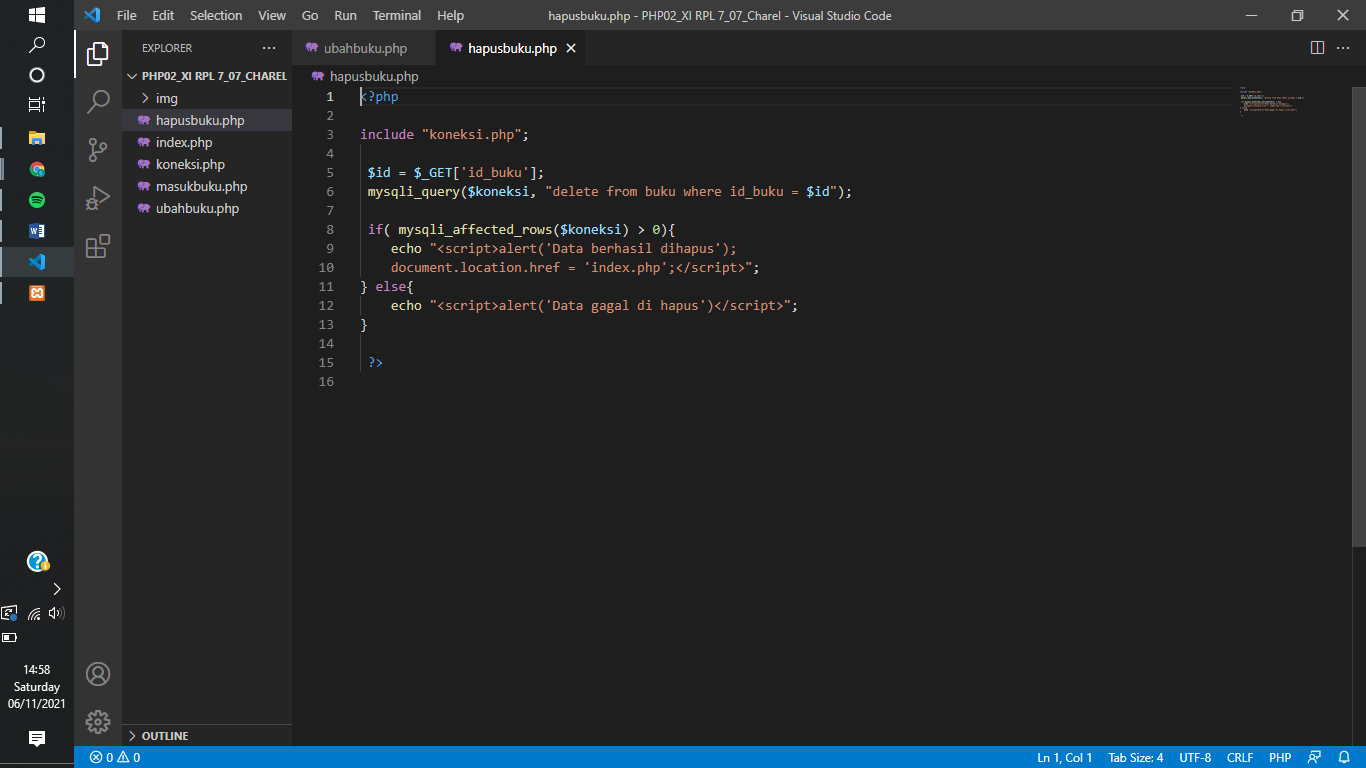 File Edit Selection View Go Run Terminal Help hapusbuku.php - PHP02_XI RPL 7_07_Charel - Visual Studio Code
EXPLORER
ubahbuku.php hapusbuku.php
PHP02_XI RPL 7_07_CHAREL
img
hapusbuku.php
index.php
koneksi.php
masukbuku.php
ubahbuku.php
hapusbuku.php
1 <?php
2
3 include "koneksi.php";
4
5 $id = $_GET['id_buku'];
6 mysqli_query($koneksi, "delete from buku where id_buku = $id");
7
8 if( mysqli_affected_rows($koneksi) > 0){
9 echo "<script>alert('Data berhasil dihapus');
10 document.location.href = 'index.php';</script>";
11 } else{
12 echo "<script>alert('Data gagal di hapus')</script>";
13 }
14
15 ?>
16
14:58
Saturday
06/11/2021
OUTLINE
0 0 Ln 1, Col 1 Tab Size: 4 UTF-8 CRLF PHP